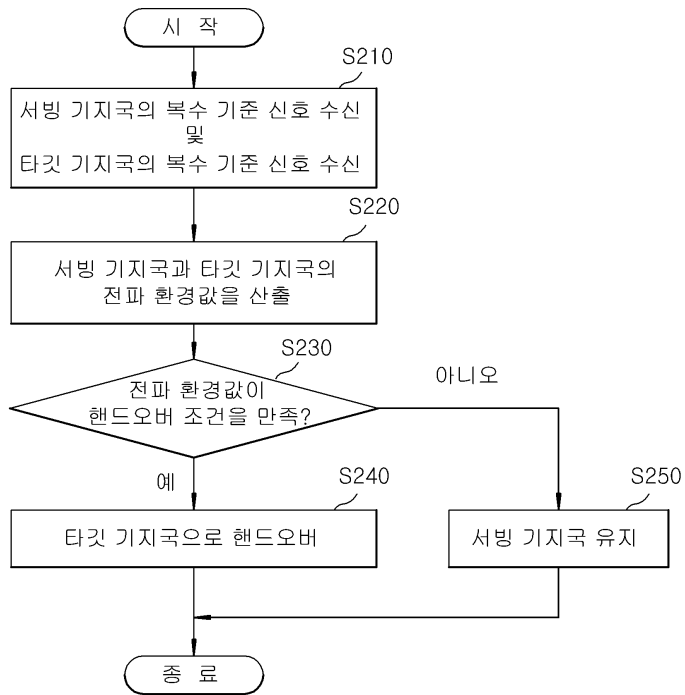 시 작
S210
서빙 기지국의 복수 기준 신호 수신
및
타깃 기지국의 복수 기준 신호 수신
S220
서빙 기지국과 타깃 기지국의
전파 환경값을 산출
S230
전파 환경값이
핸드오버 조건을 만족?
아니오
예
S240
타깃 기지국으로 핸드오버
S250
서빙 기지국 유지
종 료